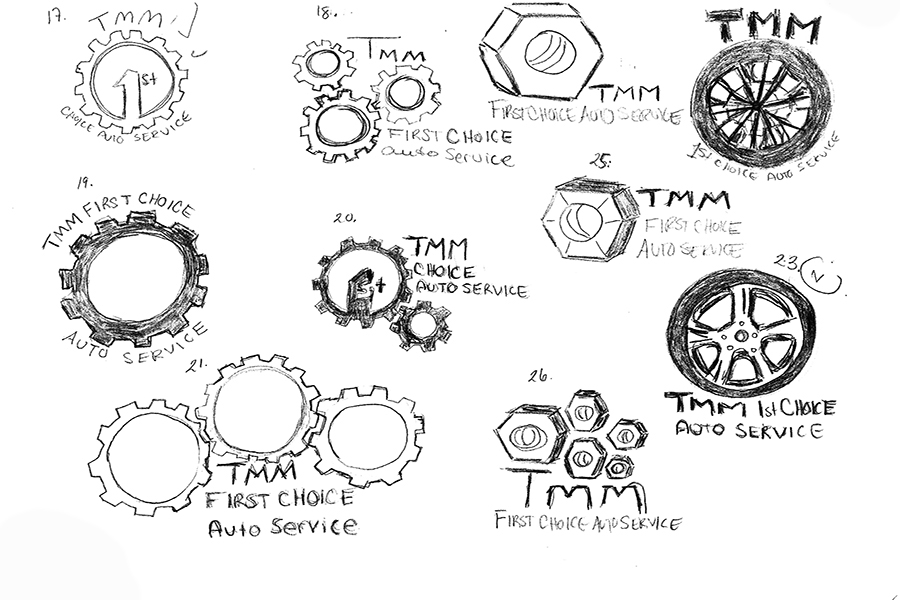 17.
TMM
1st
CHOICE AUTO SERVICE
18.
TMM
FIRST CHOICE
auto Service
TMM
FIRST CHOICE AUTO SERVICE
TMM
1st CHOICE AUTO SERVICE
19.
TMM FIRST CHOICE
AUTO SERVICE
20.
1st
TMM
CHOICE
AUTO SERVICE
25.
TMM
FIRST CHOICE
AUTO SERVICE
21.
TMM
FIRST CHOICE
Auto Service
23.
N
TMM 1st CHOICE
AUTO SERVICE
26.
TMM
FIRST CHOICE AUTO SERVICE